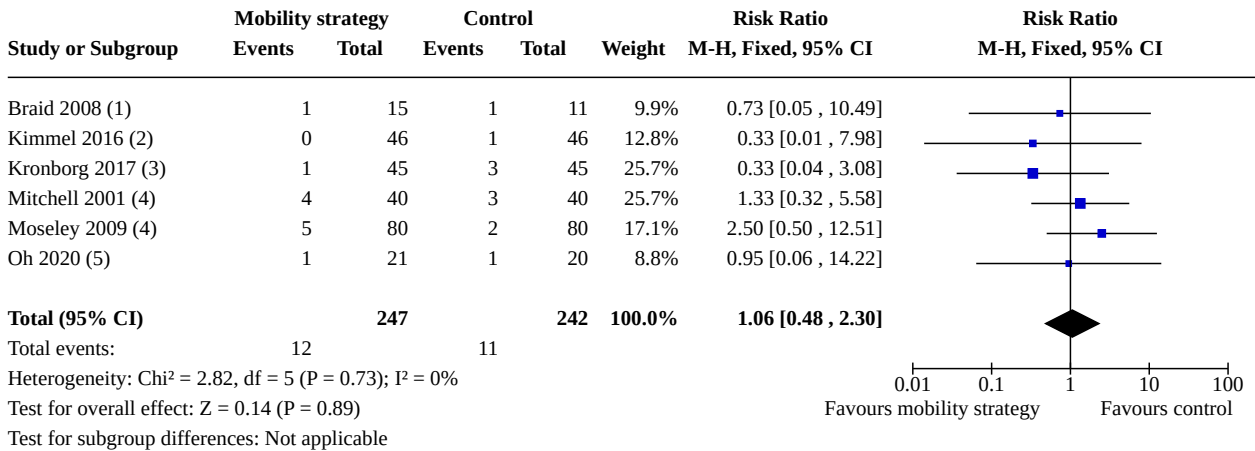 Mobility strategy Control Risk Ratio Risk Ratio
Study or Subgroup Events Total Events Total Weight M-H, Fixed, 95% CI M-H, Fixed, 95% CI
Braid 2008 (1) 1 15 1 11 9.9% 0.73 [0.05 , 10.49]
Kimmel 2016 (2) 0 46 1 46 12.8% 0.33 [0.01 , 7.98]
Kronborg 2017 (3) 1 45 3 45 25.7% 0.33 [0.04 , 3.08]
Mitchell 2001 (4) 4 40 3 40 25.7% 1.33 [0.32 , 5.58]
Moseley 2009 (4) 5 80 2 80 17.1% 2.50 [0.50 , 12.51]
Oh 2020 (5) 1 21 1 20 8.8% 0.95 [0.06 , 14.22]
Total (95% CI) 247 242 100.0% 1.06 [0.48 , 2.30]
Total events: 12 11
Heterogeneity: Chi² = 2.82, df = 5 (P = 0.73); I² = 0%
0.01 0.1 1 10 100
Test for overall effect: Z = 0.14 (P = 0.89)
Favours mobility strategy Favours control
Test for subgroup differences: Not applicable